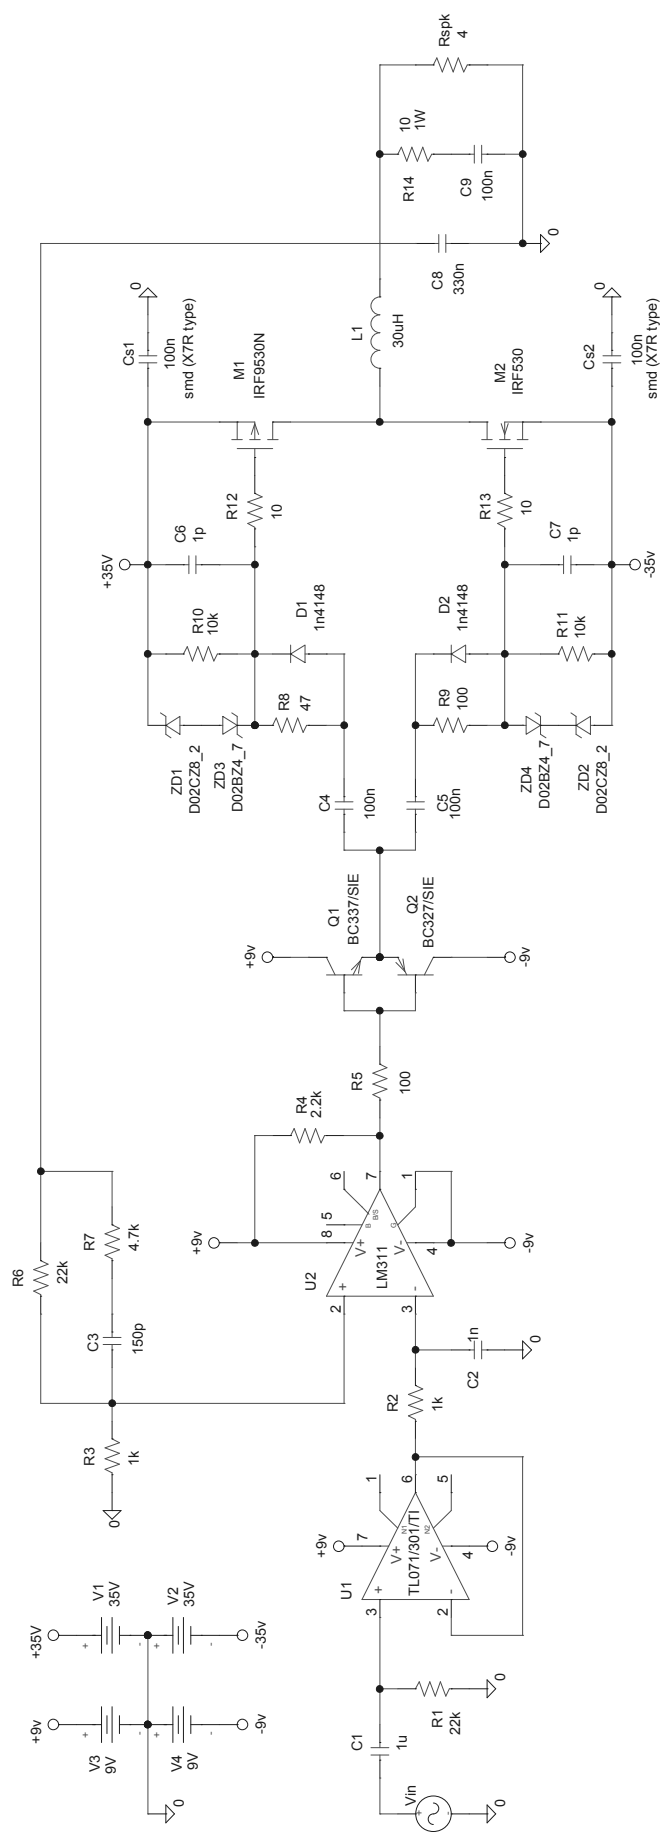 +9v
V3
9V
V4
9V
-9v
0
+35V
V1
35V
V2
35V
-35v
+
-
+
-
+
-
+
-
Vin
+
-
0
C1
1u
R1
22k
0
U1
TL071/301/TI
3
2
+
-
+9v
7
V+
V-
4
-9v
N1
N2
1
6
5
R2
1k
C2
1n
0
0
R3
1k
C3
150p
R7
4.7k
R6
22k
U2
LM311
2
3
+
-
+9v
8
5
6
V+
V-
B
B/S
G
7
1
4
-9v
R4
2.2k
R5
100
+9v
Q1
BC337/SIE
Q2
BC327/SIE
-9v
C4
100n
C5
100n
ZD1
D02CZ8_2
ZD3
D02BZ4_7
R8
47
R9
100
ZD4
D02BZ4_7
ZD2
D02CZ8_2
R10
10k
D1
1n4148
D2
1n4148
R11
10k
+35V
C6
1p
R12
10
R13
10
C7
1p
-35v
M1
IRF9530N
M2
IRF530
0
Cs1
100n
smd (X7R type)
0
Cs2
100n
smd (X7R type)
L1
30uH
C8
330n
0
R14
10
1W
C9
100n
Rspk
4